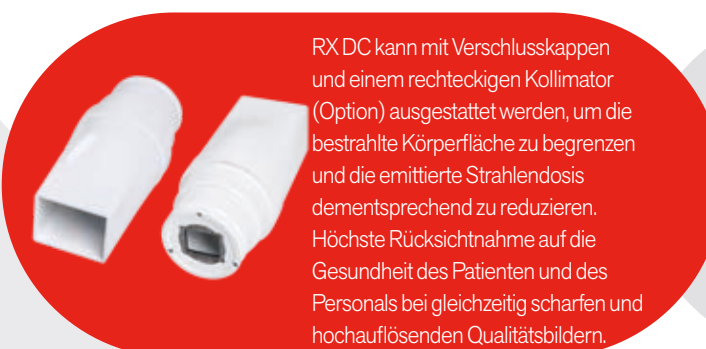 RX DC kann mit Verschlusskappen
und einem rechteckigen Kollimator
(Option) ausgestattet werden, um die
bestrahlte Körperfläche zu begrenzen
und die emittierte Strahlendosis
dementsprechend zu reduzieren.
Höchste Rücksichtnahme auf die
Gesundheit des Patienten und des
Personals bei gleichzeitig scharfen und
hochauflösenden Qualitätsbildern.